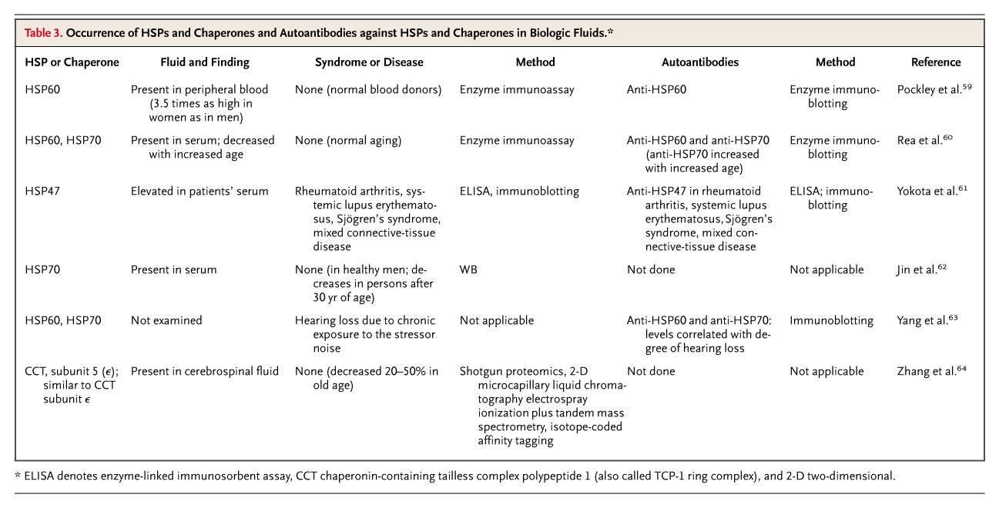 Table 3. Occurrence of HSPs and Chaperones and Autoantibodies against HSPs and Chaperones in Biologic Fluids.*
HSP or Chaperone Fluid and Finding Syndrome or Disease Method Autoantibodies Method Reference
HSP60 Present in peripheral blood None (normal blood donors) Enzyme immunoassay Anti-HSP60 Enzyme immuno- Pockley et al.59
(3.5 times as high in blotting
women as in men)
HSP60, HSP70 Present in serum; decreased None (normal aging) Enzyme immunoassay Anti-HSP60 and anti-HSP70 Enzyme immuno- Rea et al.60
with increased age (anti-HSP70 increased blotting
with increased age)
HSP47 Elevated in patients’ serum Rheumatoid arthritis, sys- ELISA, immunoblotting Anti-HSP47 in rheumatoid ELISA; immuno- Yokota et al.61
temic lupus erythemato- arthritis, systemic lupus blotting
sus, Sjögren’s syndrome, erythematosus, Sjögren’s
mixed connective-tissue syndrome, mixed con-
disease nective-tissue disease
HSP70 Present in serum None (in healthy men; de- WB Not done Not applicable Jin et al.62
creases in persons after
30 yr of age)
HSP60, HSP70 Not examined Hearing loss due to chronic Not applicable Anti-HSP60 and anti-HSP70: Immunoblotting Yang et al.63
exposure to the stressor levels correlated with de-
noise gree of hearing loss
CCT, subunit 5 (ϵ); Present in cerebrospinal fluid None (decreased 20–50% in Shotgun proteomics, 2-D Not done Not applicable Zhang et al.64
similar to CCT old age) microcapillary liquid chroma-
subunit ϵ tography electrospray
ionization plus tandem mass
spectrometry, isotope-coded
affinity tagging
* ELISA denotes enzyme-linked immunosorbent assay, CCT chaperonin-containing tailless complex polypeptide 1 (also called TCP-1 ring complex), and 2-D two-dimensional.